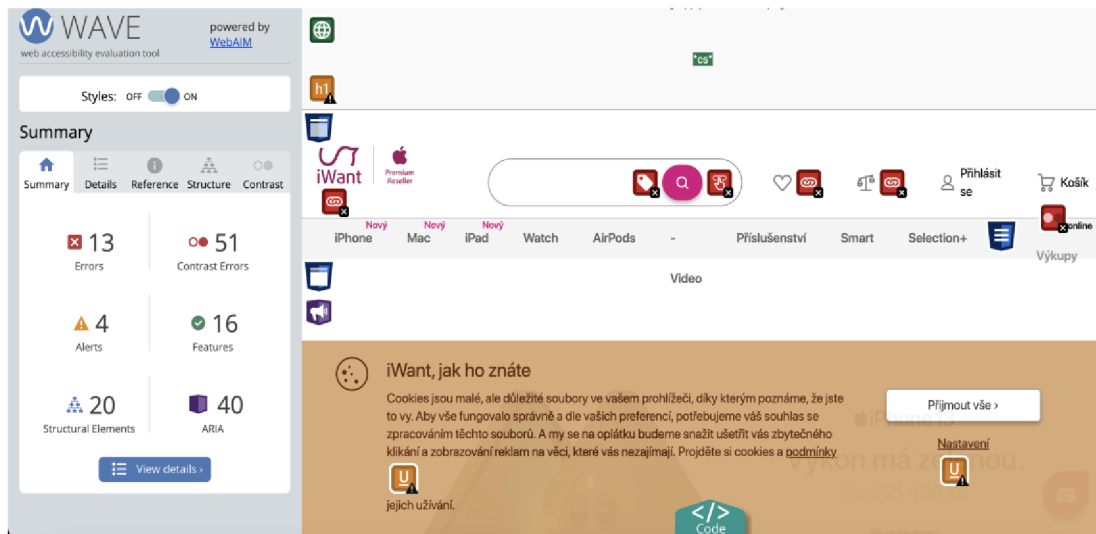 WAVE
powered by
WebAIM
web accessibility evaluation tool
Styles: OFF ON
Summary
Summary Details Reference Structure Contrast
13
Errors
51
Contrast Errors
4
Alerts
16
Features
20
Structural Elements
40
ARIA
View details ›
*cs*
h1
iWant
Premium
Reseller
Přihlásit
se
Košík
Nový Nový Nový
iPhone Mac iPad Watch AirPods - Příslušenství Smart Selection+
online
Výkupy
Video
iWant, jak ho znáte
Cookies jsou malé, ale důležité soubory ve vašem prohlížeči, díky kterým poznáme, že jste
to vy. Aby vše fungovalo správně a dle vašich preferencí, potřebujeme váš souhlas se
zpracováním těchto souborů. A my se na oplátku budeme snažit ušetřit vás zbytečného
klikání a zobrazování reklam na věci, které vás nezajímají. Projděte si cookies a podmínky
U
jejich užívání.
Přijmout vše ›
iPhone 13
Nastavení
U
</>
Code